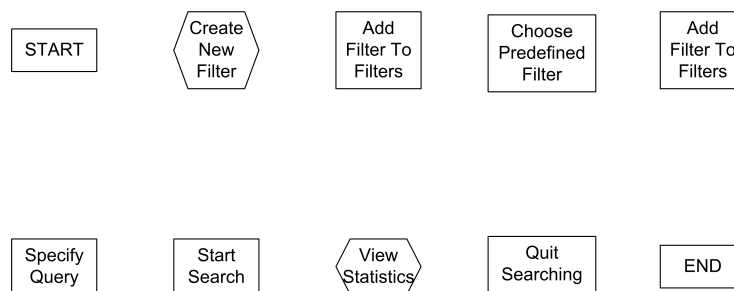 START
Create
New
Filter
Add
Filter To
Filters
Choose
Predefined
Filter
Add
Filter To
Filters
Specify
Query
Start
Search
View
Statistics
Quit
Searching
END